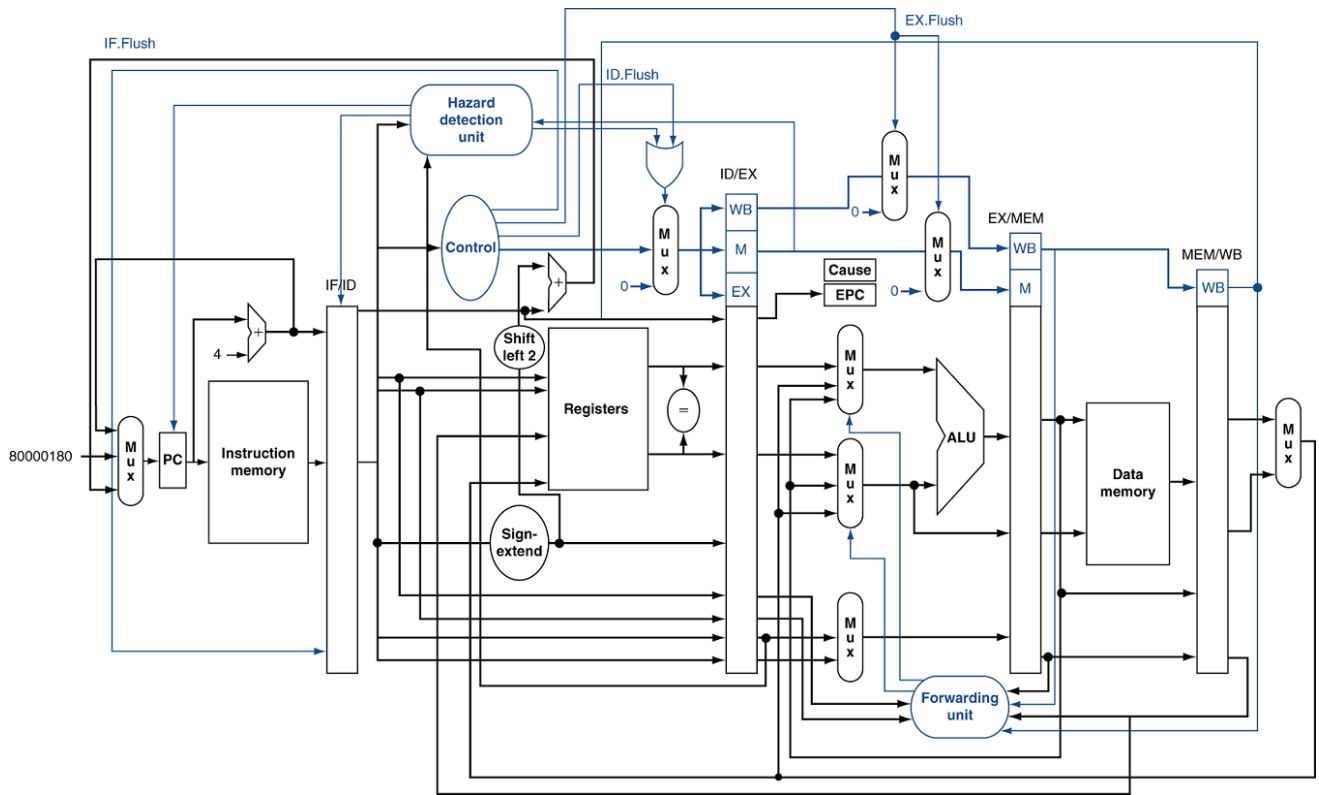 IF.Flush
EX.Flush
ID.Flush
Hazard
detection
unit
ID/EX
M
u
x
0
WB
Control
M
u
x
0
M
EX
M
u
x
0
Cause
EPC
EX/MEM
WB
M
MEM/WB
WB
IF/ID
+
4
+
Shift
left 2
Registers
=
M
u
x
ALU
80000180
M
u
x
PC
Instruction
memory
M
u
x
Data
memory
M
u
x
Sign-
extend
M
u
x
Forwarding
unit